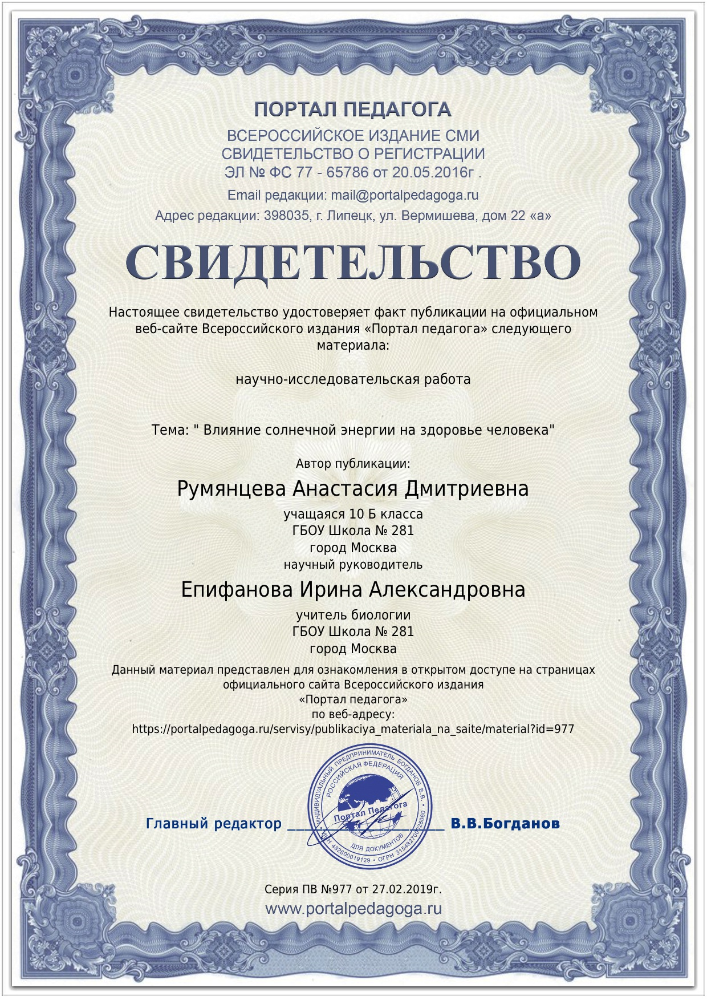 ПОРТАЛ ПЕДАГОГА
ВСЕРОССИЙСКОЕ ИЗДАНИЕ СМИ
СВИДЕТЕЛЬСТВО О РЕГИСТРАЦИИ
ЭЛ № ФС 77 - 65786 от 20.05.2016г .
Email редакции: mail@portalpedagoga.ru
Адрес редакции: 398035, г. Липецк, ул. Вермишева, дом 22 «а»
СВИДЕТЕЛЬСТВО
Настоящее свидетельство удостоверяет факт публикации на официальном
веб-сайте Всероссийского издания «Портал педагога» следующего
материала:
научно-исследовательская работа
Тема: " Влияние солнечной энергии на здоровье человека"
Автор публикации:
Румянцева Анастасия Дмитриевна
учащаяся 10 Б класса
ГБОУ Школа № 281
город Москва
научный руководитель
Епифанова Ирина Александровна
учитель биологии
ГБОУ Школа № 281
город Москва
Данный материал представлен для ознакомления в открытом доступе на страницах
официального сайта Всероссийского издания
«Портал педагога»
по веб-адресу:
https://portalpedagoga.ru/servisy/publikaciya_materiala_na_saite/material?id=977
ИНДИВИДУАЛЬНЫЙ ПРЕДПРИНИМАТЕЛЬ БОГДАНОВ В.В. •
РОССИЙСКАЯ ФЕДЕРАЦИЯ
Портал Педагога
ДЛЯ ДОКУМЕНТОВ
• ИНН 482600019129 • ОГРН 315482700025060
Главный редактор ______________________ В.В.Богданов
Серия ПВ №977 от 27.02.2019г.
www.portalpedagoga.ru